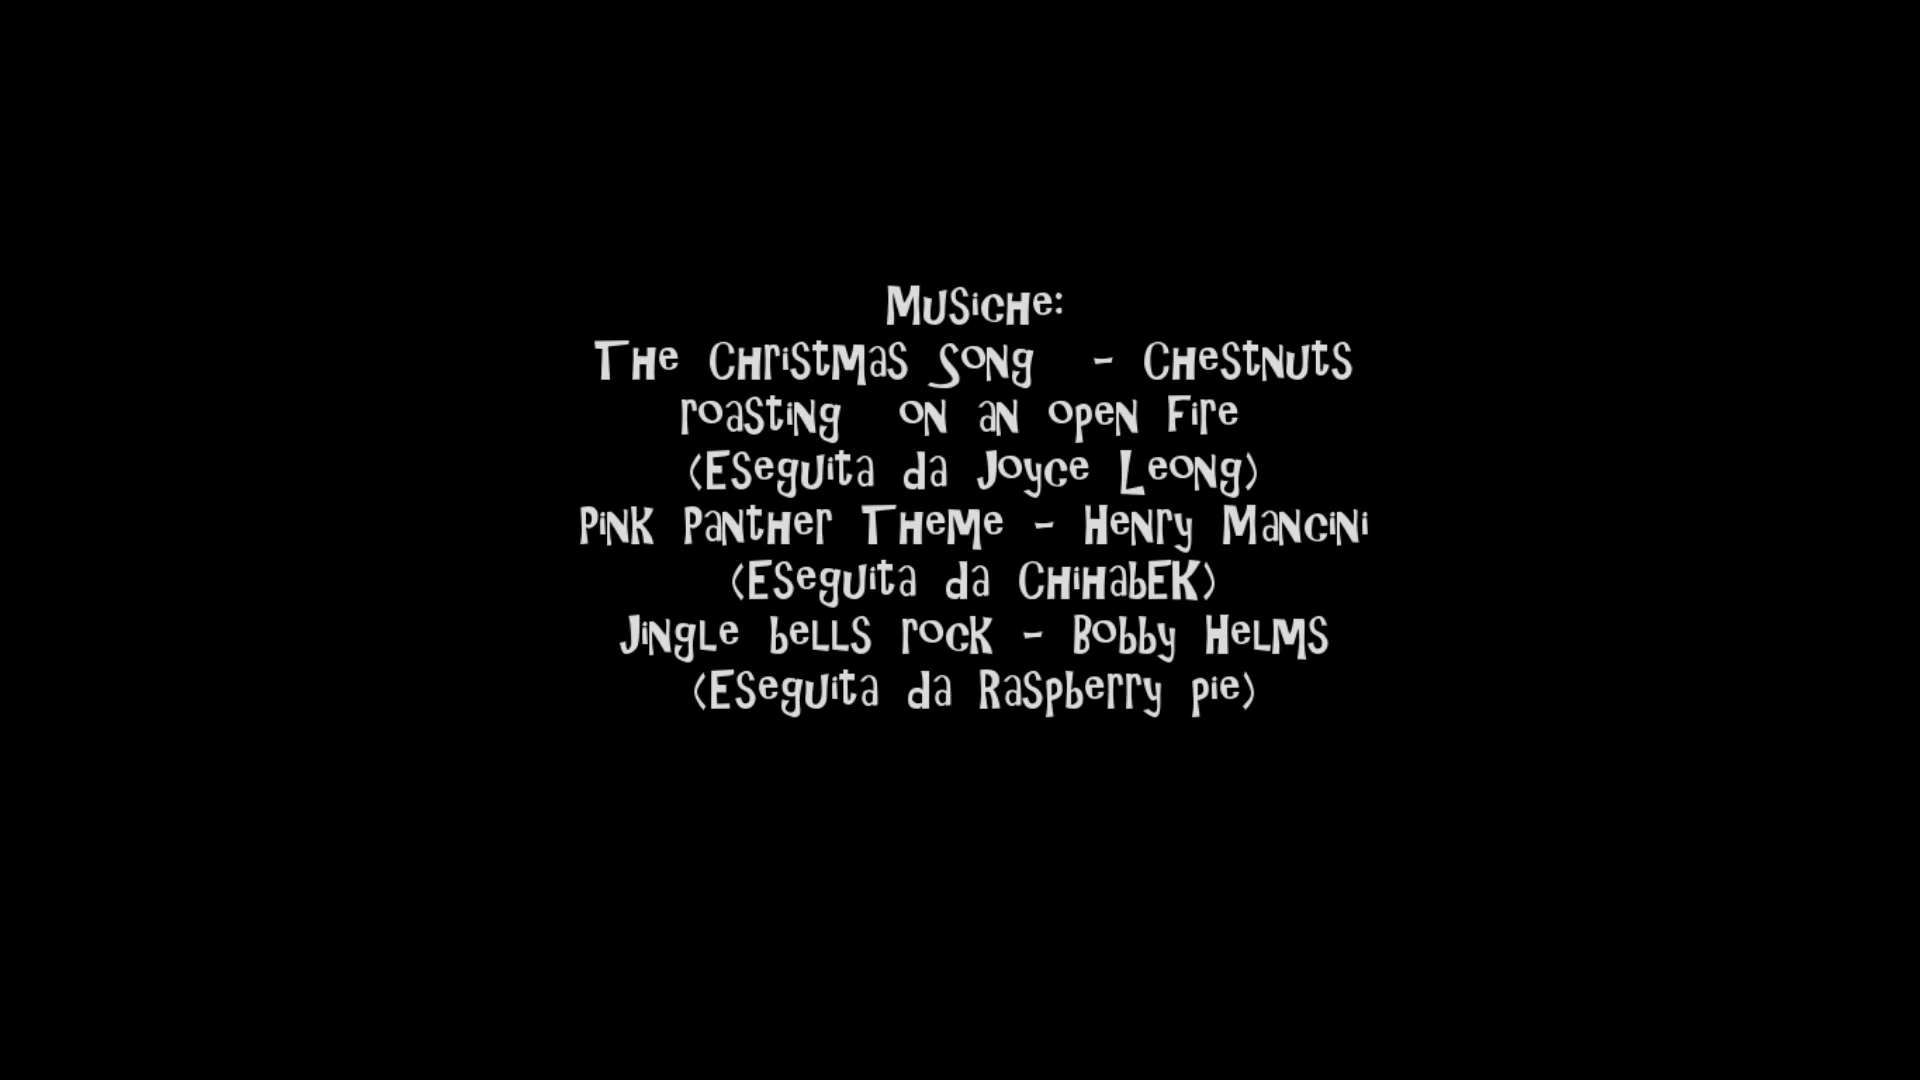 Musiche:
The Christmas Song - Chestnuts
roasting on an open Fire
(Eseguita da Joyce Leong)
Pink Panther Theme - Henry Mancini
(Eseguita da ChihabEK)
Jingle bells rock - Bobby Helms
(Eseguita da Raspberry pie)